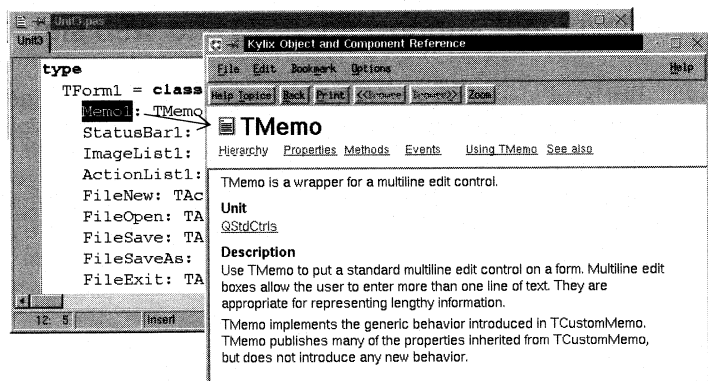 Unit3.pas
Unit3
type
TForm1 = class
Memo1: TMemo
StatusBar1:
ImageList1:
ActionList1:
FileNew: TAc
FileOpen: TA
FileSave: TA
FileSaveAs:
FileExit: TA
12: 5 Insert
Kylix Object and Component Reference
File Edit Bookmark Options Help
Help Topics Back Print <<Browse Browse>> Zoom
TMemo
Hierarchy Properties Methods Events Using TMemo See also
TMemo is a wrapper for a multiline edit control.
Unit
QStdCtrls
Description
Use TMemo to put a standard multiline edit control on a form. Multiline edit
boxes allow the user to enter more than one line of text. They are
appropriate for representing lengthy information.
TMemo implements the generic behavior introduced in TCustomMemo.
TMemo publishes many of the properties inherited from TCustomMemo,
but does not introduce any new behavior.